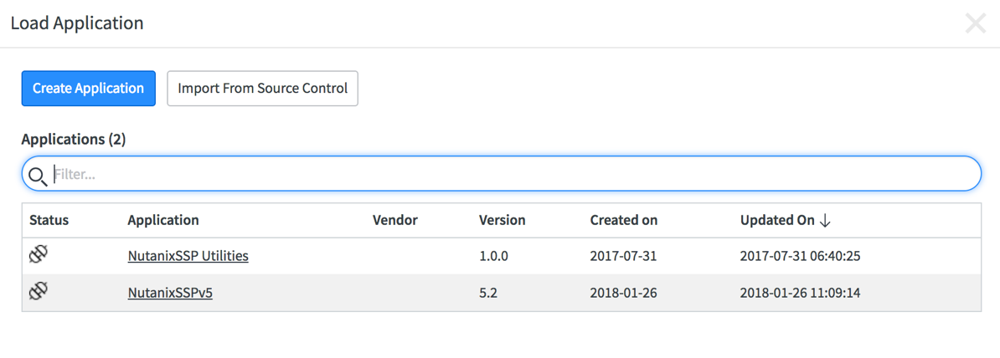 Load Application
Create Application Import From Source Control
Applications (2)
Filter...
Status Application Vendor Version Created on Updated On
NutanixSSP Utilities 1.0.0 2017-07-31 2017-07-31 06:40:25
NutanixSSPv5 5.2 2018-01-26 2018-01-26 11:09:14